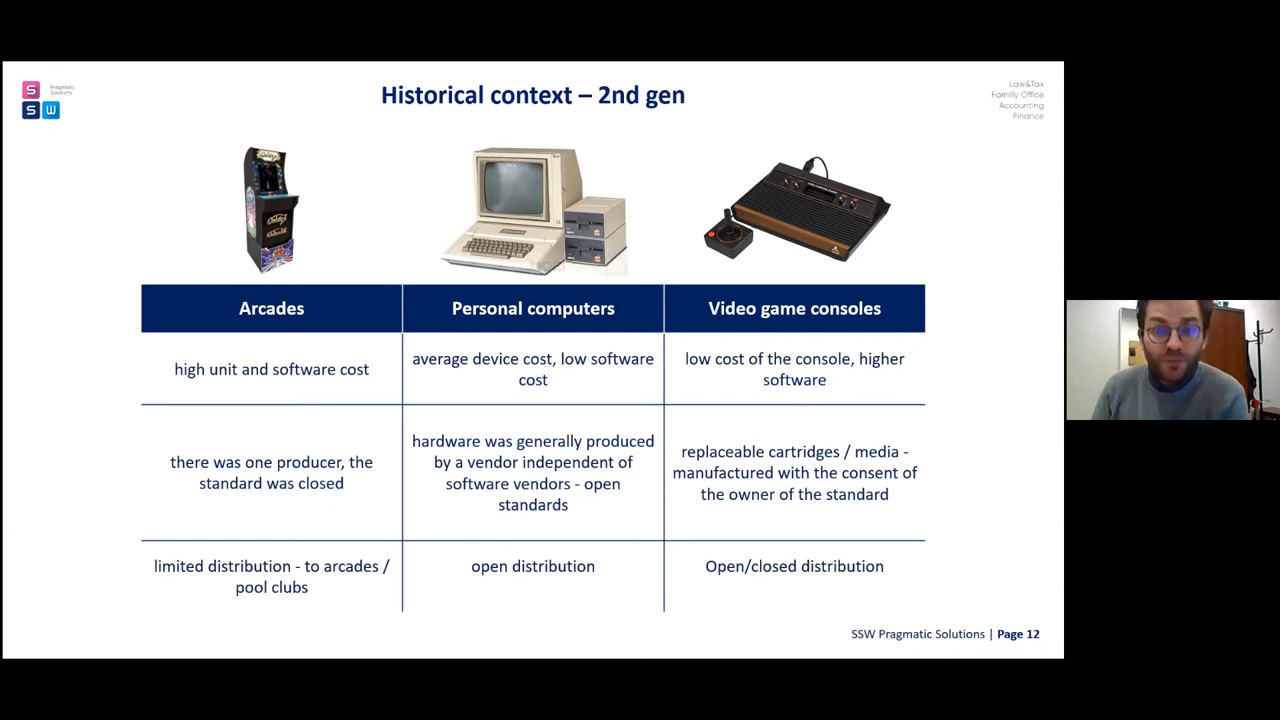 S
Pragmatic
Solutions
S W
Historical context – 2nd gen
Law&Tax
Familly Office
Accounting
Finance
Arcades
Personal computers
Video game consoles
high unit and software cost
average device cost, low software
cost
low cost of the console, higher
software
there was one producer, the
standard was closed
hardware was generally produced
by a vendor independent of
software vendors - open
standards
replaceable cartridges / media -
manufactured with the consent of
the owner of the standard
limited distribution - to arcades /
pool clubs
open distribution
Open/closed distribution
SSW Pragmatic Solutions | Page 12